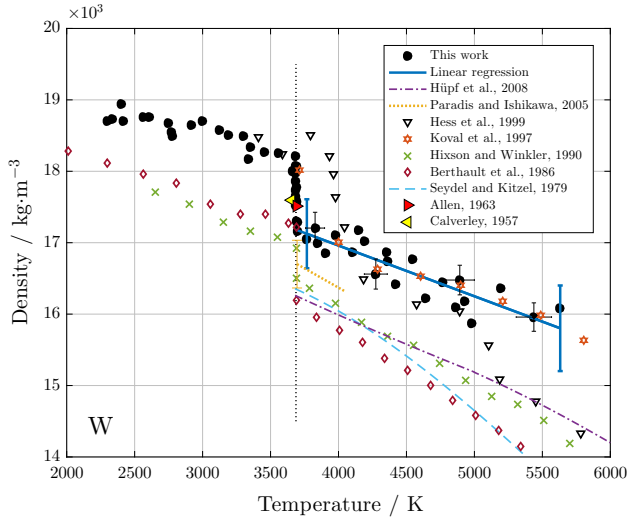 ×10³
20
19
18
17
16
15
14
Density / kg·m⁻³
This work
Linear regression
Hüpf et al., 2008
Paradis and Ishikawa, 2005
Hess et al., 1999
Koval et al., 1997
Hixson and Winkler, 1990
Berthault et al., 1986
Seydel and Kitzel, 1979
Allen, 1963
Calverley, 1957
W
2000 2500 3000 3500 4000 4500 5000 5500 6000
Temperature / K